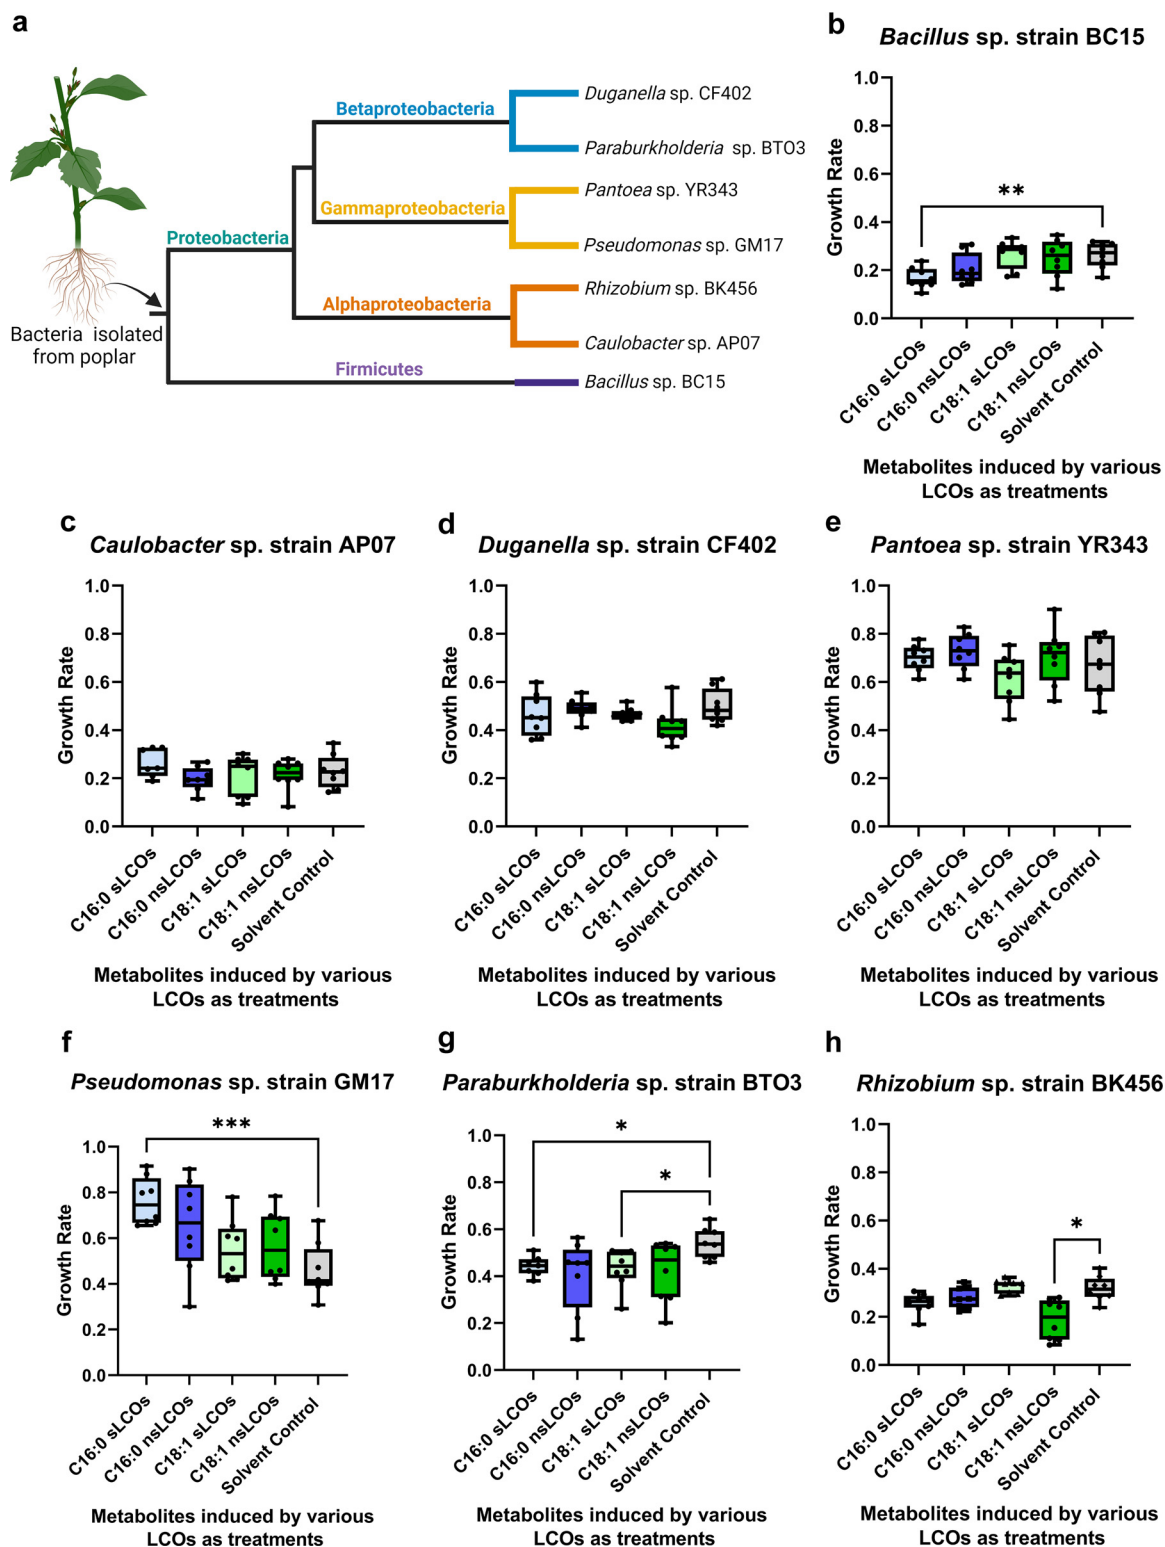 a
Betaproteobacteria
Duganella sp. CF402
Paraburkholderia sp. BTO3
Gammaproteobacteria
Pantoea sp. YR343
Pseudomonas sp. GM17
Proteobacteria
Alphaproteobacteria
Rhizobium sp. BK456
Caulobacter sp. AP07
Firmicutes
Bacillus sp. BC15
Bacteria isolated
from poplar
b
Bacillus sp. strain BC15
Growth Rate
1.0
0.8
0.6
0.4
0.2
0.0
**
C16:0 sLCOs
C16:0 nsLCOs
C18:1 sLCOs
C18:1 nsLCOs
Solvent Control
Metabolites induced by various
LCOs as treatments
c
Caulobacter sp. strain AP07
Growth Rate
1.0
0.8
0.6
0.4
0.2
0.0
C16:0 sLCOs
C16:0 nsLCOs
C18:1 sLCOs
C18:1 nsLCOs
Solvent Control
Metabolites induced by various
LCOs as treatments
d
Duganella sp. strain CF402
Growth Rate
1.0
0.8
0.6
0.4
0.2
0.0
C16:0 sLCOs
C16:0 nsLCOs
C18:1 sLCOs
C18:1 nsLCOs
Solvent Control
Metabolites induced by various
LCOs as treatments
e
Pantoea sp. strain YR343
Growth Rate
1.0
0.8
0.6
0.4
0.2
0.0
C16:0 sLCOs
C16:0 nsLCOs
C18:1 sLCOs
C18:1 nsLCOs
Solvent Control
Metabolites induced by various
LCOs as treatments
f
Pseudomonas sp. strain GM17
Growth Rate
1.0
0.8
0.6
0.4
0.2
0.0
***
C16:0 sLCOs
C16:0 nsLCOs
C18:1 sLCOs
C18:1 nsLCOs
Solvent Control
Metabolites induced by various
LCOs as treatments
g
Paraburkholderia sp. strain BTO3
Growth Rate
1.0
0.8
0.6
0.4
0.2
0.0
*
*
C16:0 sLCOs
C16:0 nsLCOs
C18:1 sLCOs
C18:1 nsLCOs
Solvent Control
Metabolites induced by various
LCOs as treatments
h
Rhizobium sp. strain BK456
Growth Rate
1.0
0.8
0.6
0.4
0.2
0.0
*
C16:0 sLCOs
C16:0 nsLCOs
C18:1 sLCOs
C18:1 nsLCOs
Solvent Control
Metabolites induced by various
LCOs as treatments